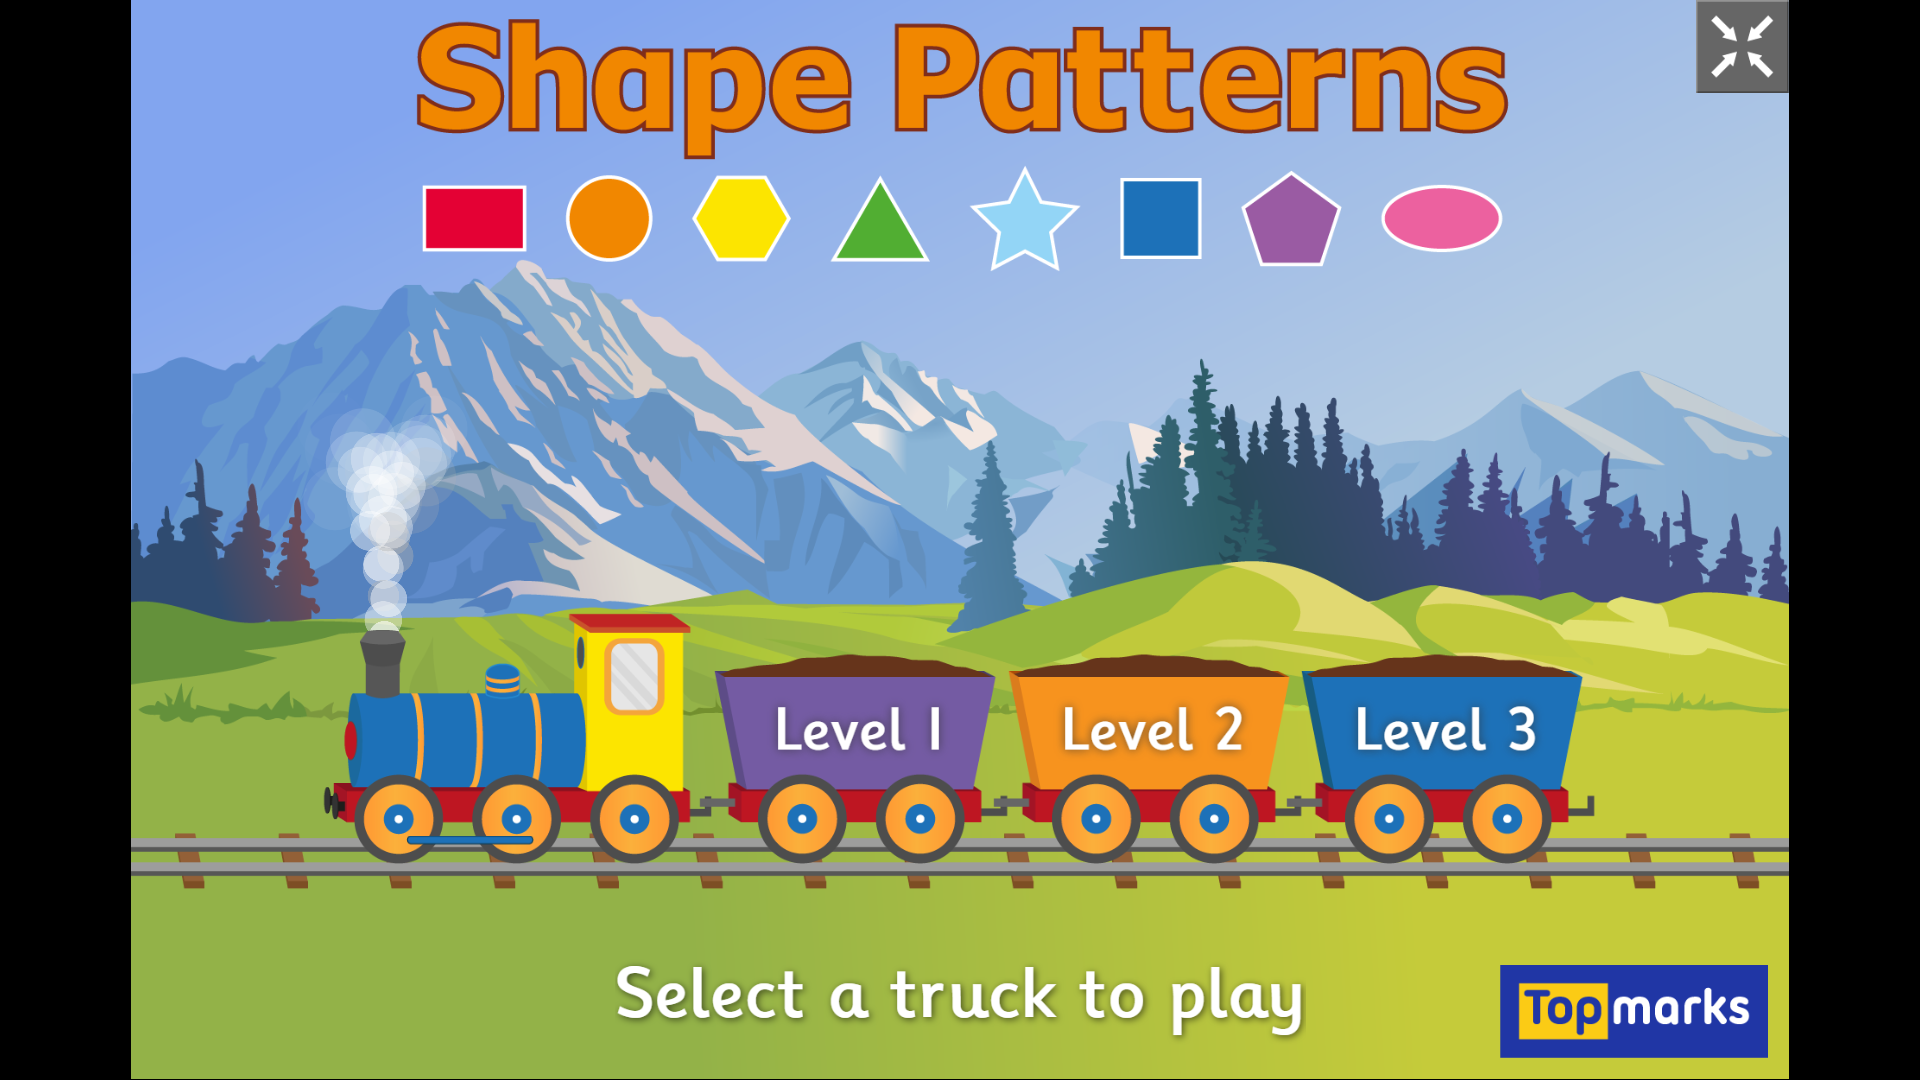 Shape Patterns
Level 1
Level 2
Level 3
Select a truck to play
Topmarks